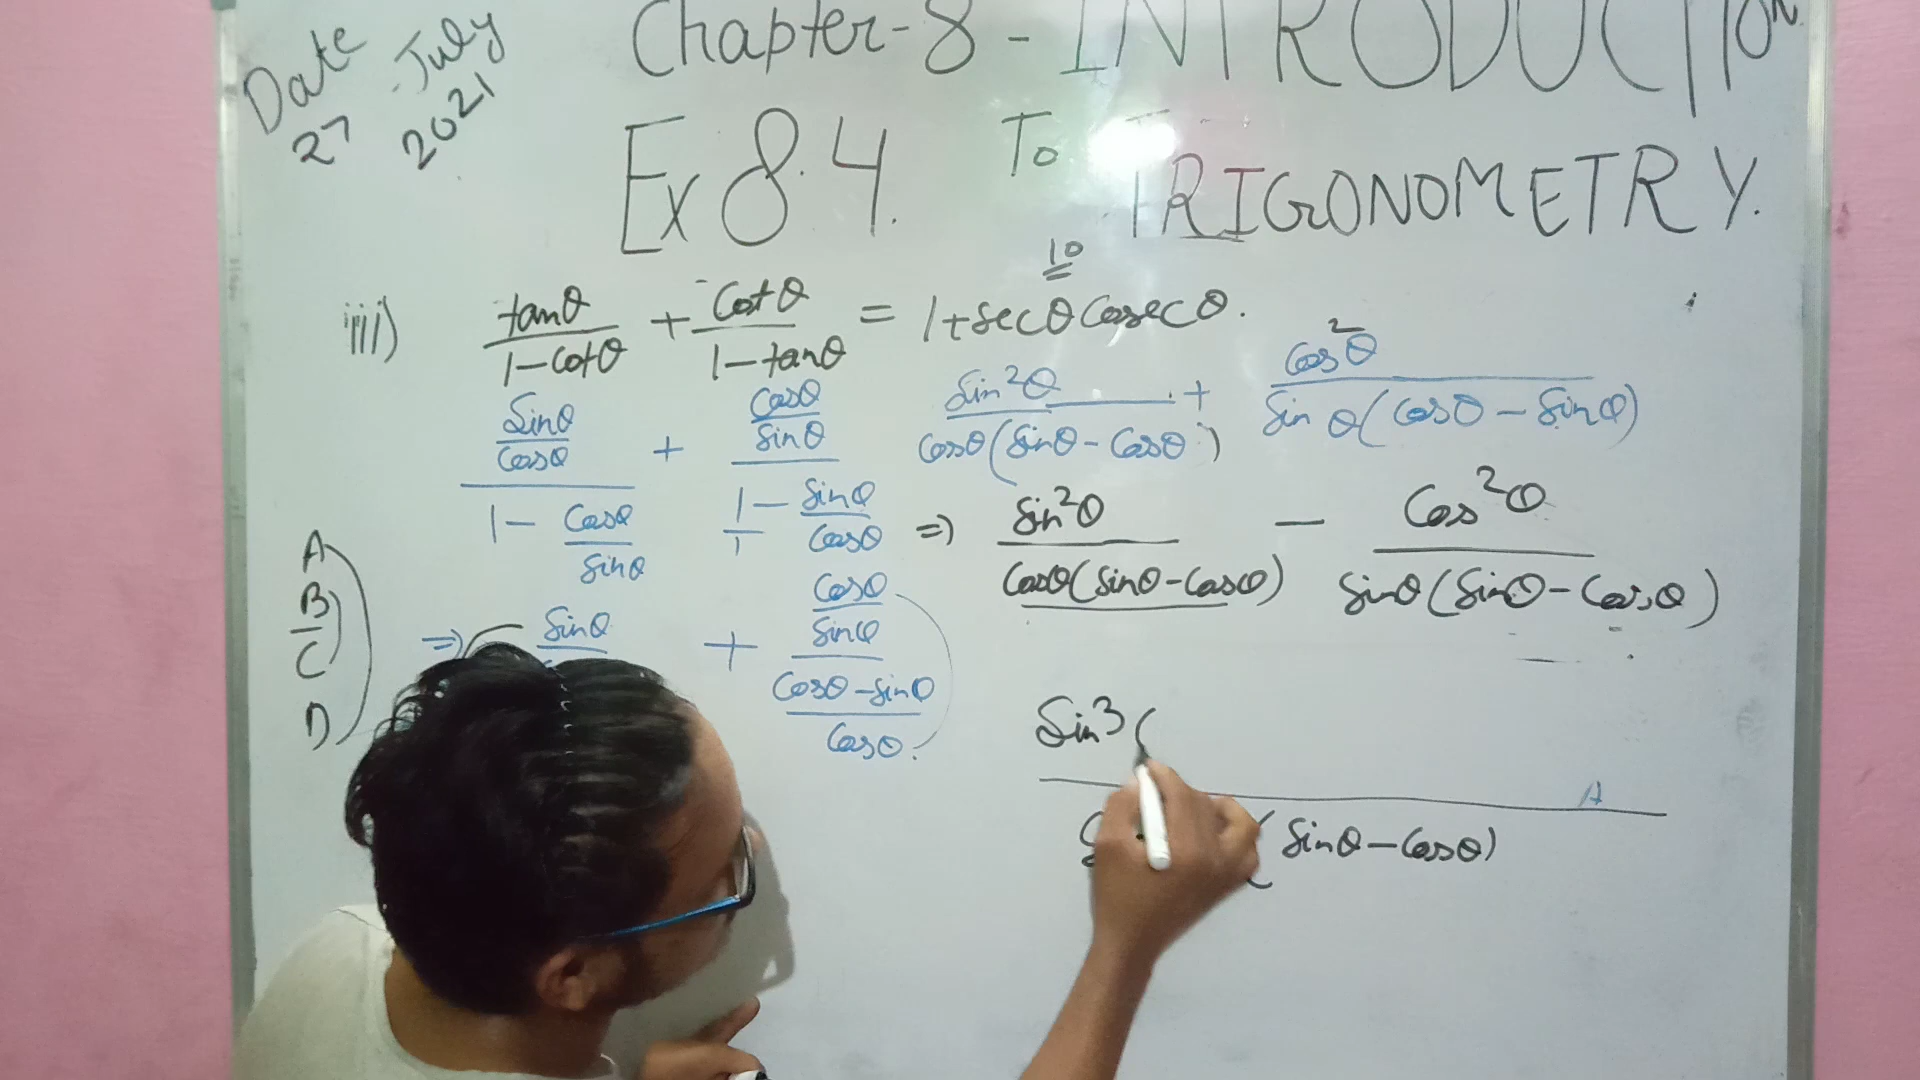 Date
27 July
2021
Chapter-8 - INTRODUCTION
Ex 8.4 To TRIGONOMETRY.
10
iii) tanθ/1-cotθ + Cotθ/1-tanθ = 1+secθCosecθ.
Sinθ/Cosθ / 1 - Cosθ/Sinθ + Cosθ/Sinθ / 1/1 - Sinθ/Cosθ
A
B
C
D
=> Sinθ + Cosθ/Sinθ / Cosθ-Sinθ/Cosθ
Sin²θ/Cosθ(Sinθ-Cosθ) + Cos²θ/Sinθ(Cosθ-Sinθ)
=> Sin²θ/Cosθ(Sinθ-Cosθ) - Cos²θ/Sinθ(Sinθ-Cosθ)
Sin³(
(Sinθ-Cosθ)